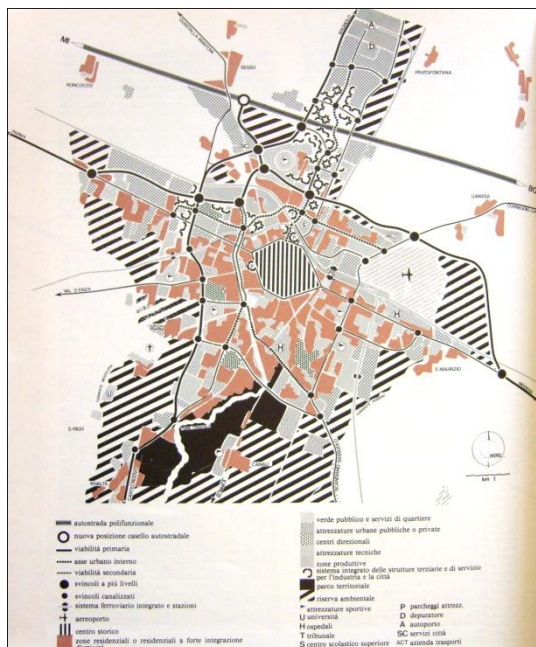 MI
RONCOCESI
SESSO
A
D
PRATOFONTANA
PARMA
SC
BO
GAVASSA
VAL D'ENZA
H
H
U
S. RIGO
S. MAURIZIO
MODENA
RIVALTA
CANALI
NORD
km 1
autostrada polifunzionale
nuova posizione casello autostradale
viabilità primaria
asse urbano interno
viabilità secondaria
svincoli a più livelli
svincoli canalizzati
sistema ferroviario integrato e stazioni
aereoporto
centro storico
zone residenziali o residenziali a forte integrazione
verde pubblico e servizi di quartiere
attrezzature urbane pubbliche o private
centri direzionali
attrezzature tecniche
zone produttive
sistema integrato delle strutture terziarie e di servizio
per l'industria e la città
parco territoriale
riserva ambientale
attrezzature sportive
U università
H ospedali
T tribunale
S centro scolastico superiore
P parcheggi attrezz.
D depuratore
A autoporto
SC servizi città
ACT azienda trasporti